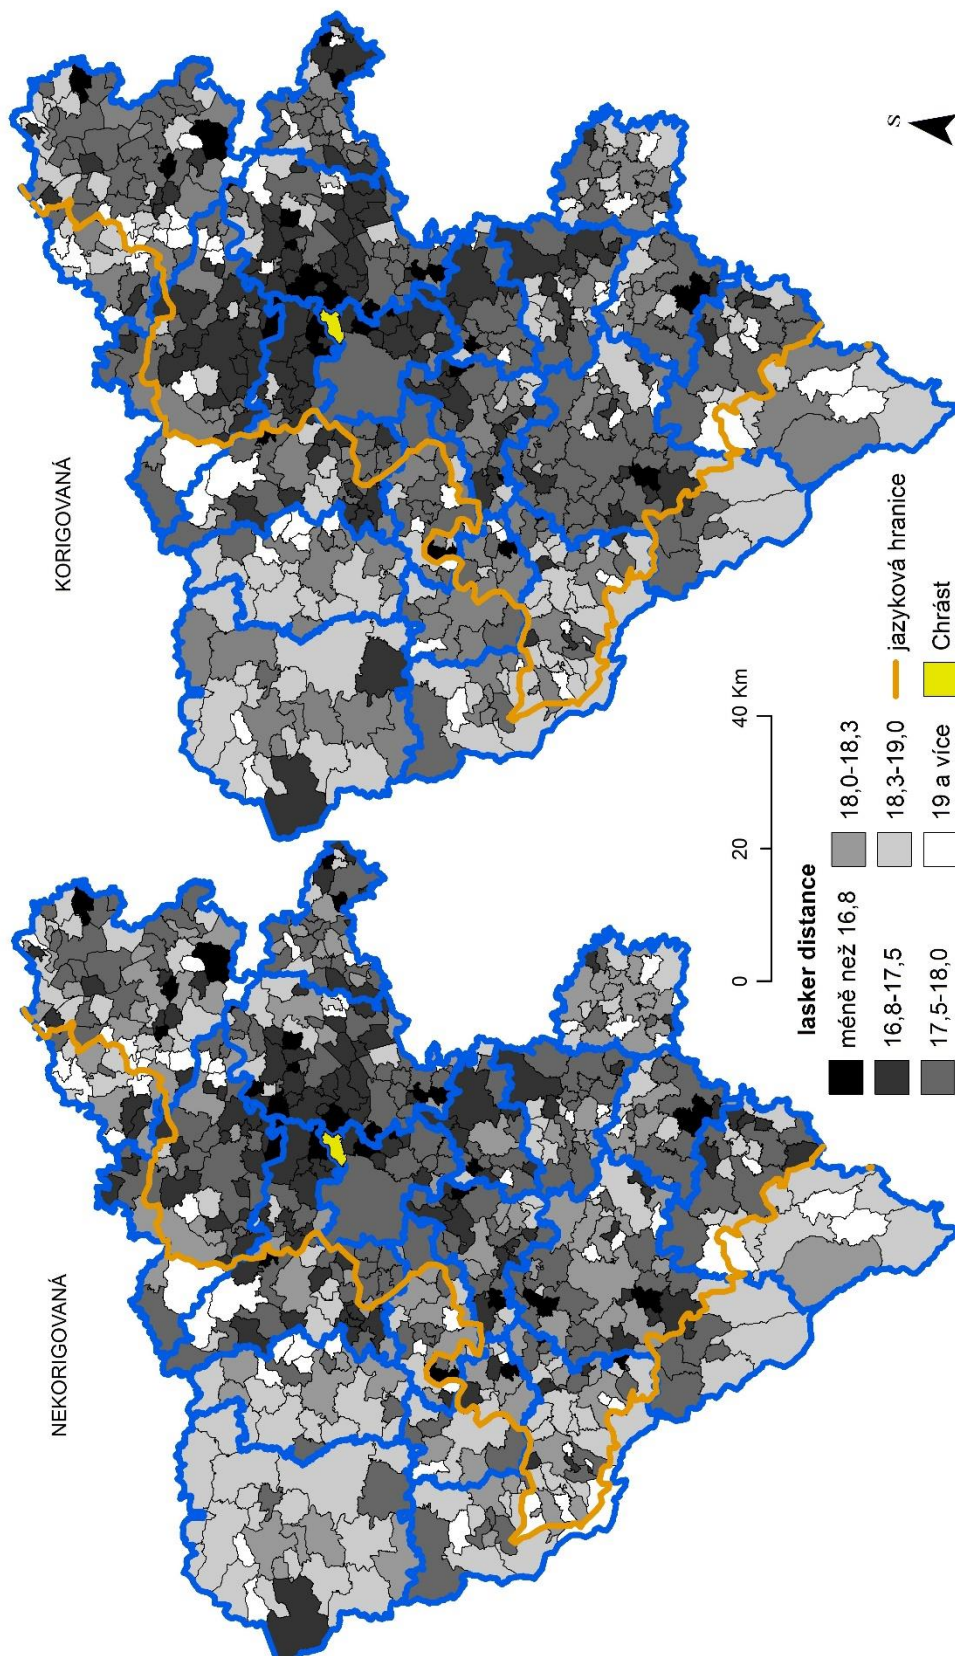 NEKORIGOVANÁ
KORIGOVANÁ
S
0 20 40 Km
lasker distance
méně než 16,8
16,8-17,5
17,5-18,0
18,0-18,3
18,3-19,0
19 a více
jazyková hranice
Chrást